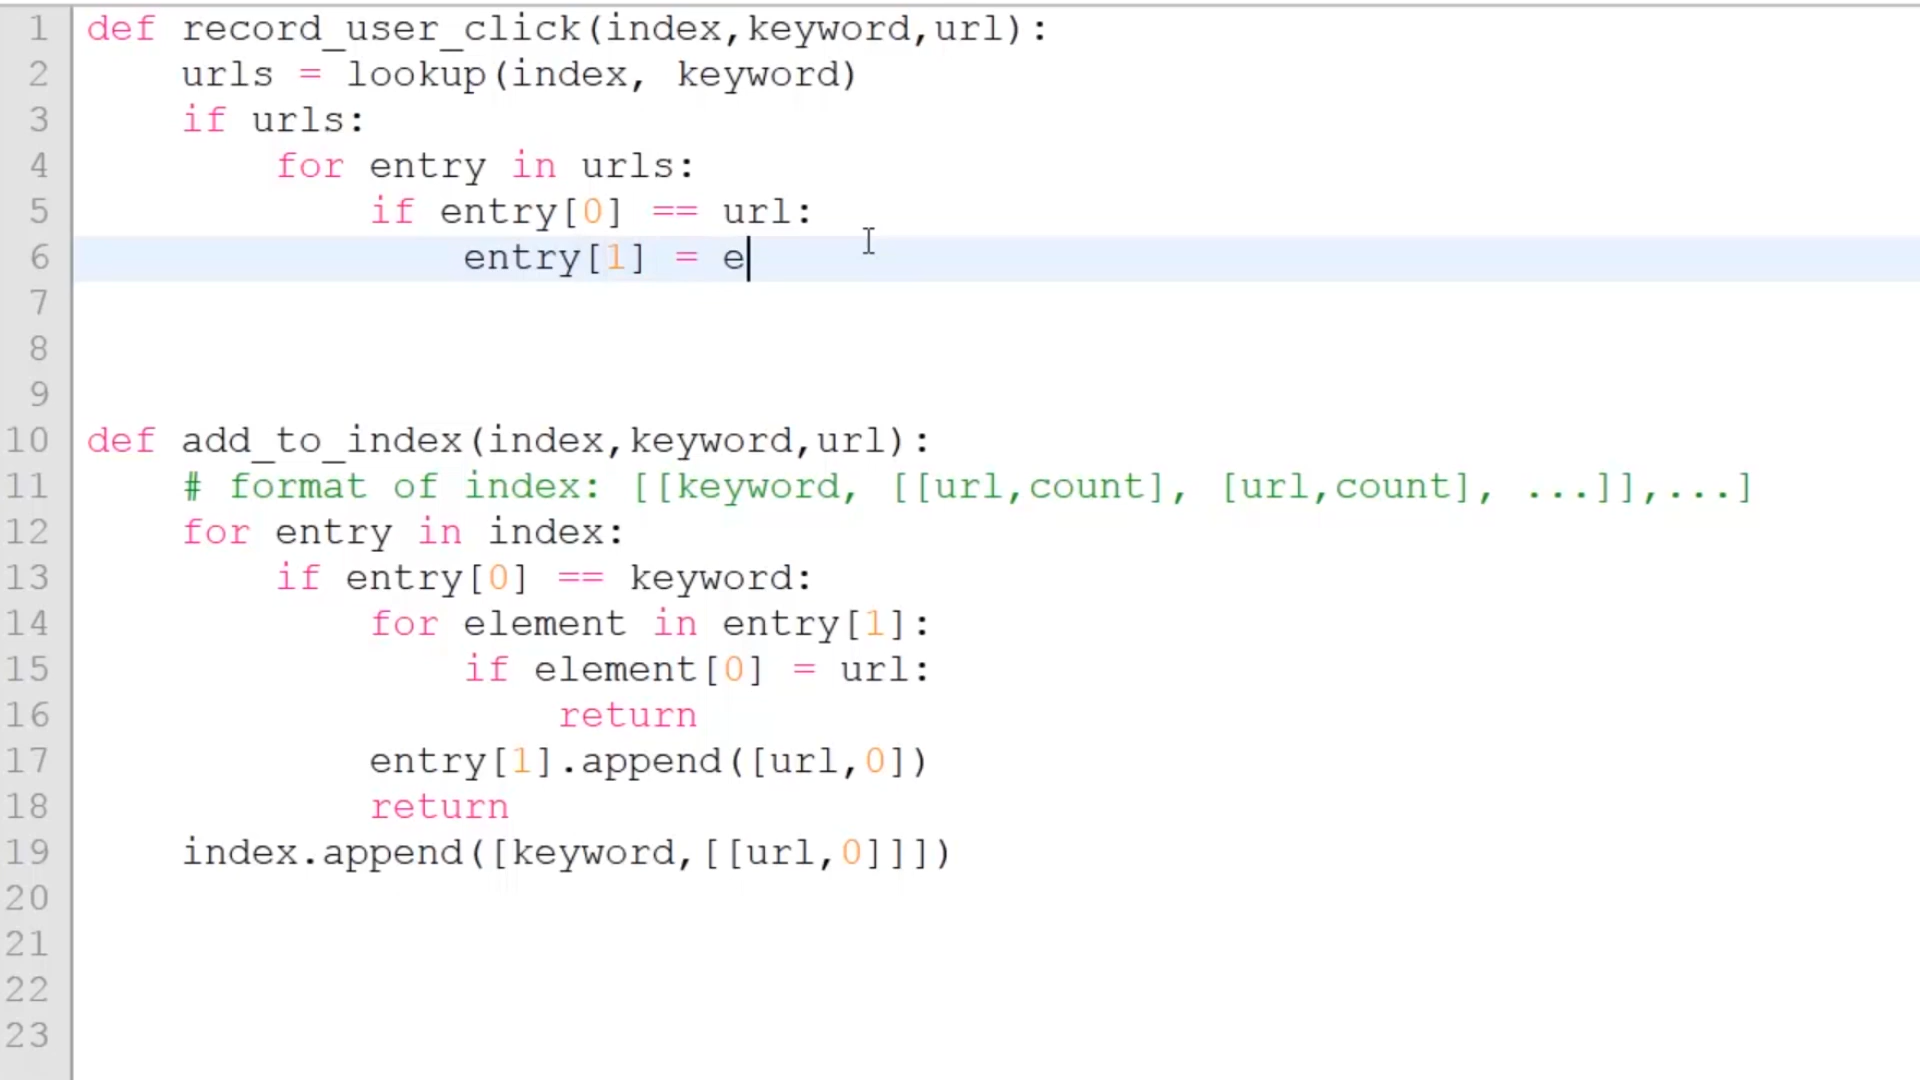 1 def record_user_click(index,keyword,url):
2     urls = lookup(index, keyword)
3     if urls:
4         for entry in urls:
5             if entry[0] == url:
6                 entry[1] = e
7
8
9
10 def add_to_index(index,keyword,url):
11     # format of index: [[keyword, [[url,count], [url,count], ...]],...]
12     for entry in index:
13         if entry[0] == keyword:
14             for element in entry[1]:
15                 if element[0] = url:
16                     return
17             entry[1].append([url,0])
18             return
19     index.append([keyword,[[url,0]]])
20
21
22
23